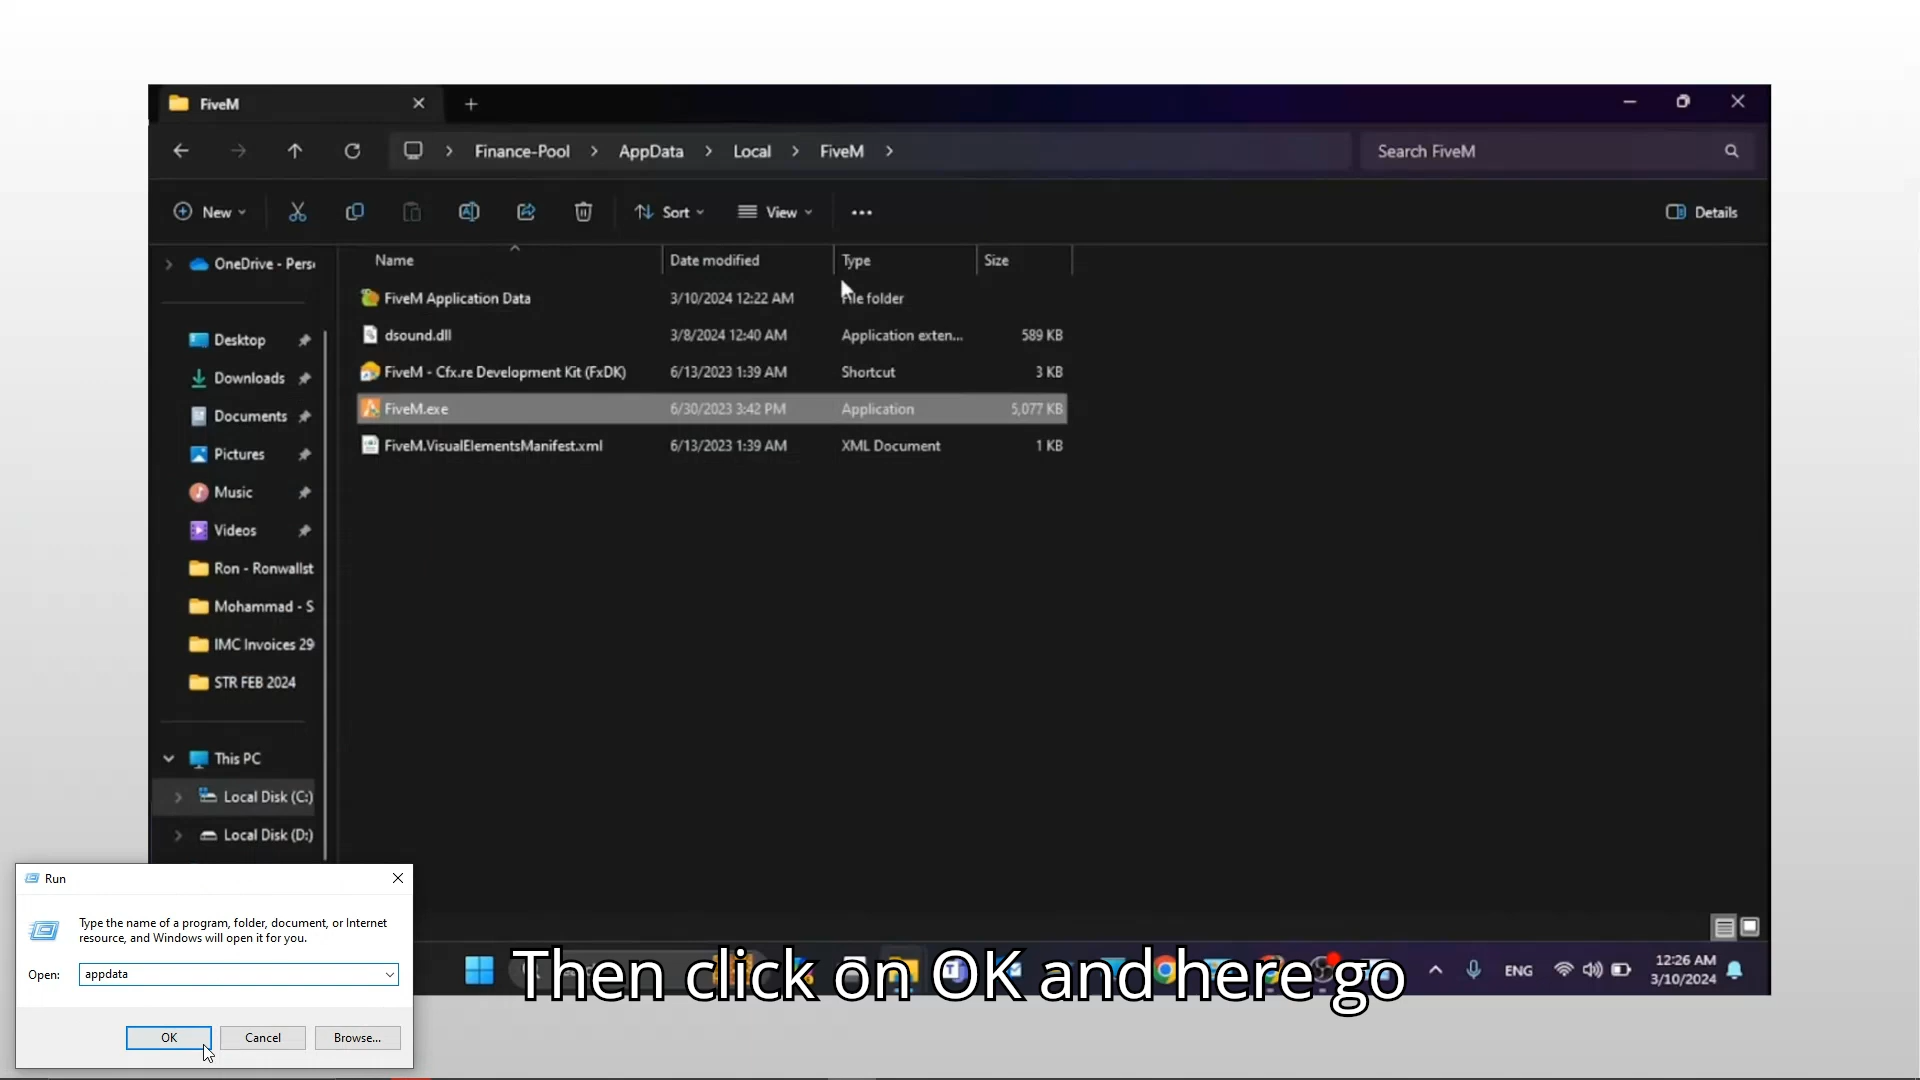 FiveM
Finance-Pool > AppData > Local > FiveM >
Search FiveM
New
Sort
View
Details
OneDrive - Pers
Name Date modified Type Size
FiveM Application Data 3/10/2024 12:22 AM File folder
dsound.dll 3/8/2024 12:40 AM Application exten... 589 KB
FiveM - Cfx.re Development Kit (FxDK) 6/13/2023 1:39 AM Shortcut 3 KB
FiveM.exe 6/30/2023 3:42 PM Application 5,077 KB
FiveM.VisualElementsManifest.xml 6/13/2023 1:39 AM XML Document 1 KB
Desktop
Downloads
Documents
Pictures
Music
Videos
Ron - Ronwallst
Mohammad - S
IMC Invoices 29
STR FEB 2024
This PC
Local Disk (C:)
Local Disk (D:)
Run
Type the name of a program, folder, document, or Internet
resource, and Windows will open it for you.
Open: appdata
OK Cancel Browse...
Then click on OK and here go
ENG
12:26 AM
3/10/2024